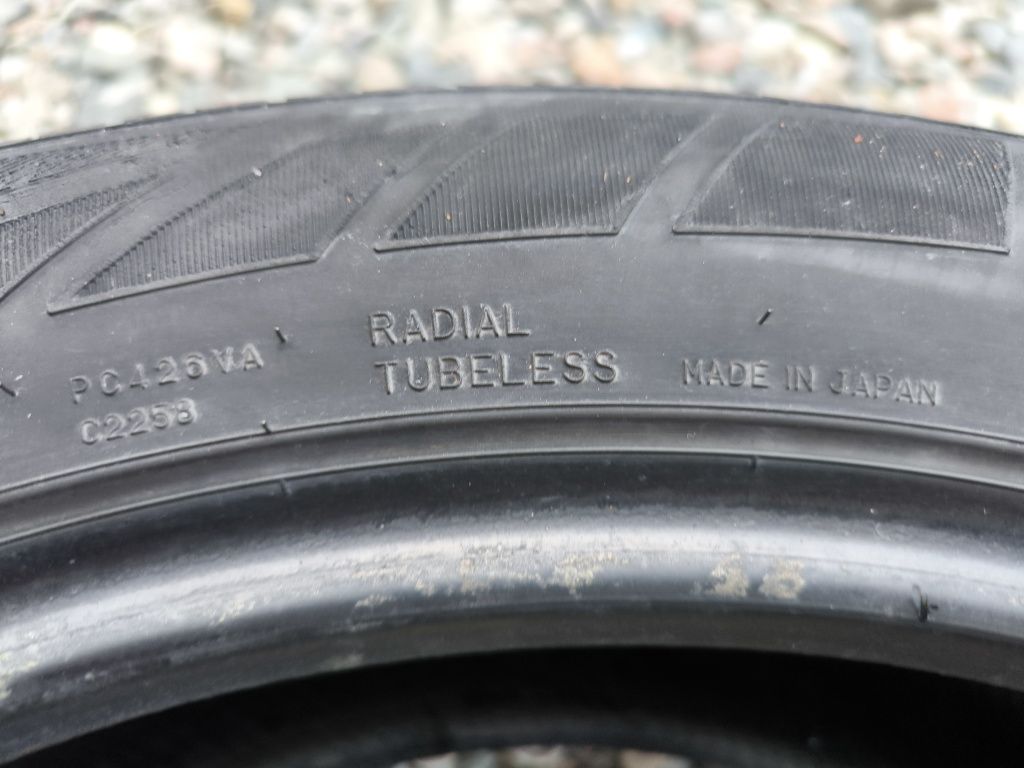 PC426VA
C2258
RADIAL
TUBELESS
MADE IN JAPAN